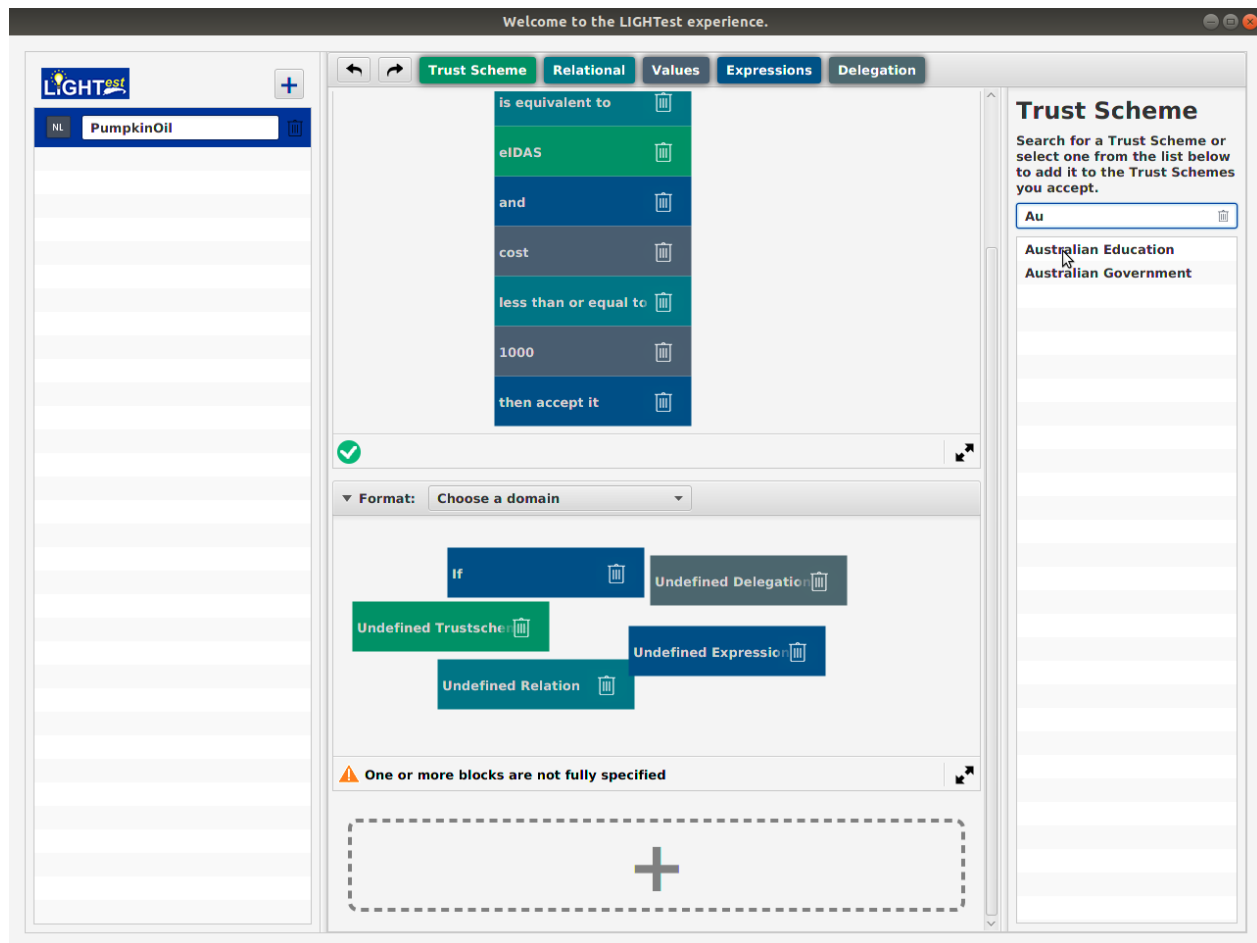 Welcome to the LIGHTest experience.
LIGHTest
NL PumpkinOil
Trust Scheme Relational Values Expressions Delegation
is equivalent to
eIDAS
and
cost
less than or equal to
1000
then accept it
Format: Choose a domain
If
Undefined Delegation
Undefined Trustschem
Undefined Expression
Undefined Relation
One or more blocks are not fully specified
Trust Scheme
Search for a Trust Scheme or
select one from the list below
to add it to the Trust Schemes
you accept.
Au
Australian Education
Australian Government